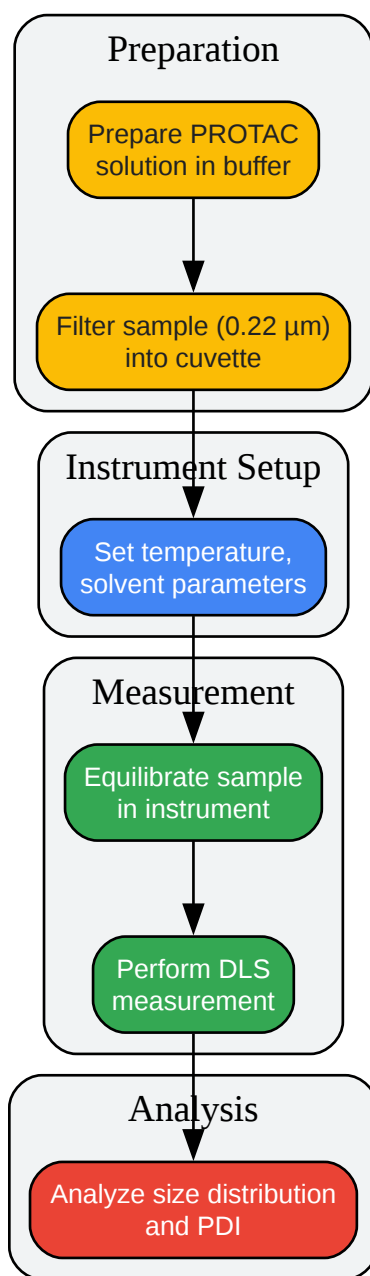 Preparation
Prepare PROTAC
solution in buffer
Filter sample (0.22 µm)
into cuvette
Instrument Setup
Set temperature,
solvent parameters
Measurement
Equilibrate sample
in instrument
Perform DLS
measurement
Analysis
Analyze size distribution
and PDI